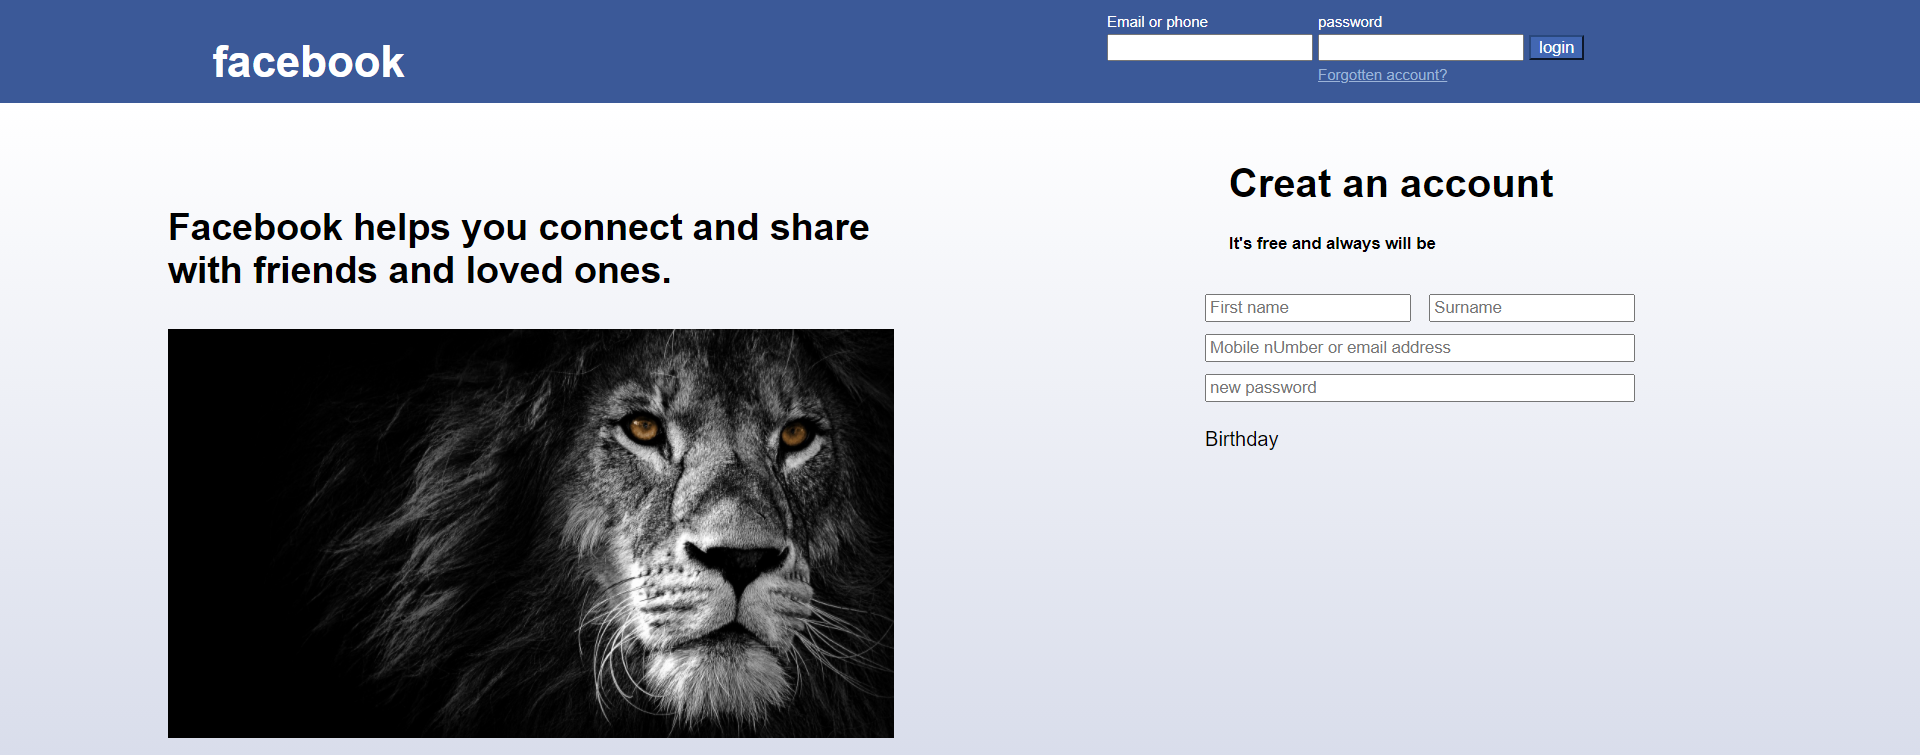 facebook
Email or phone
password
login
Forgotten account?
Facebook helps you connect and share
with friends and loved ones.
Creat an account
It's free and always will be
First name
Surname
Mobile nUmber or email address
new password
Birthday